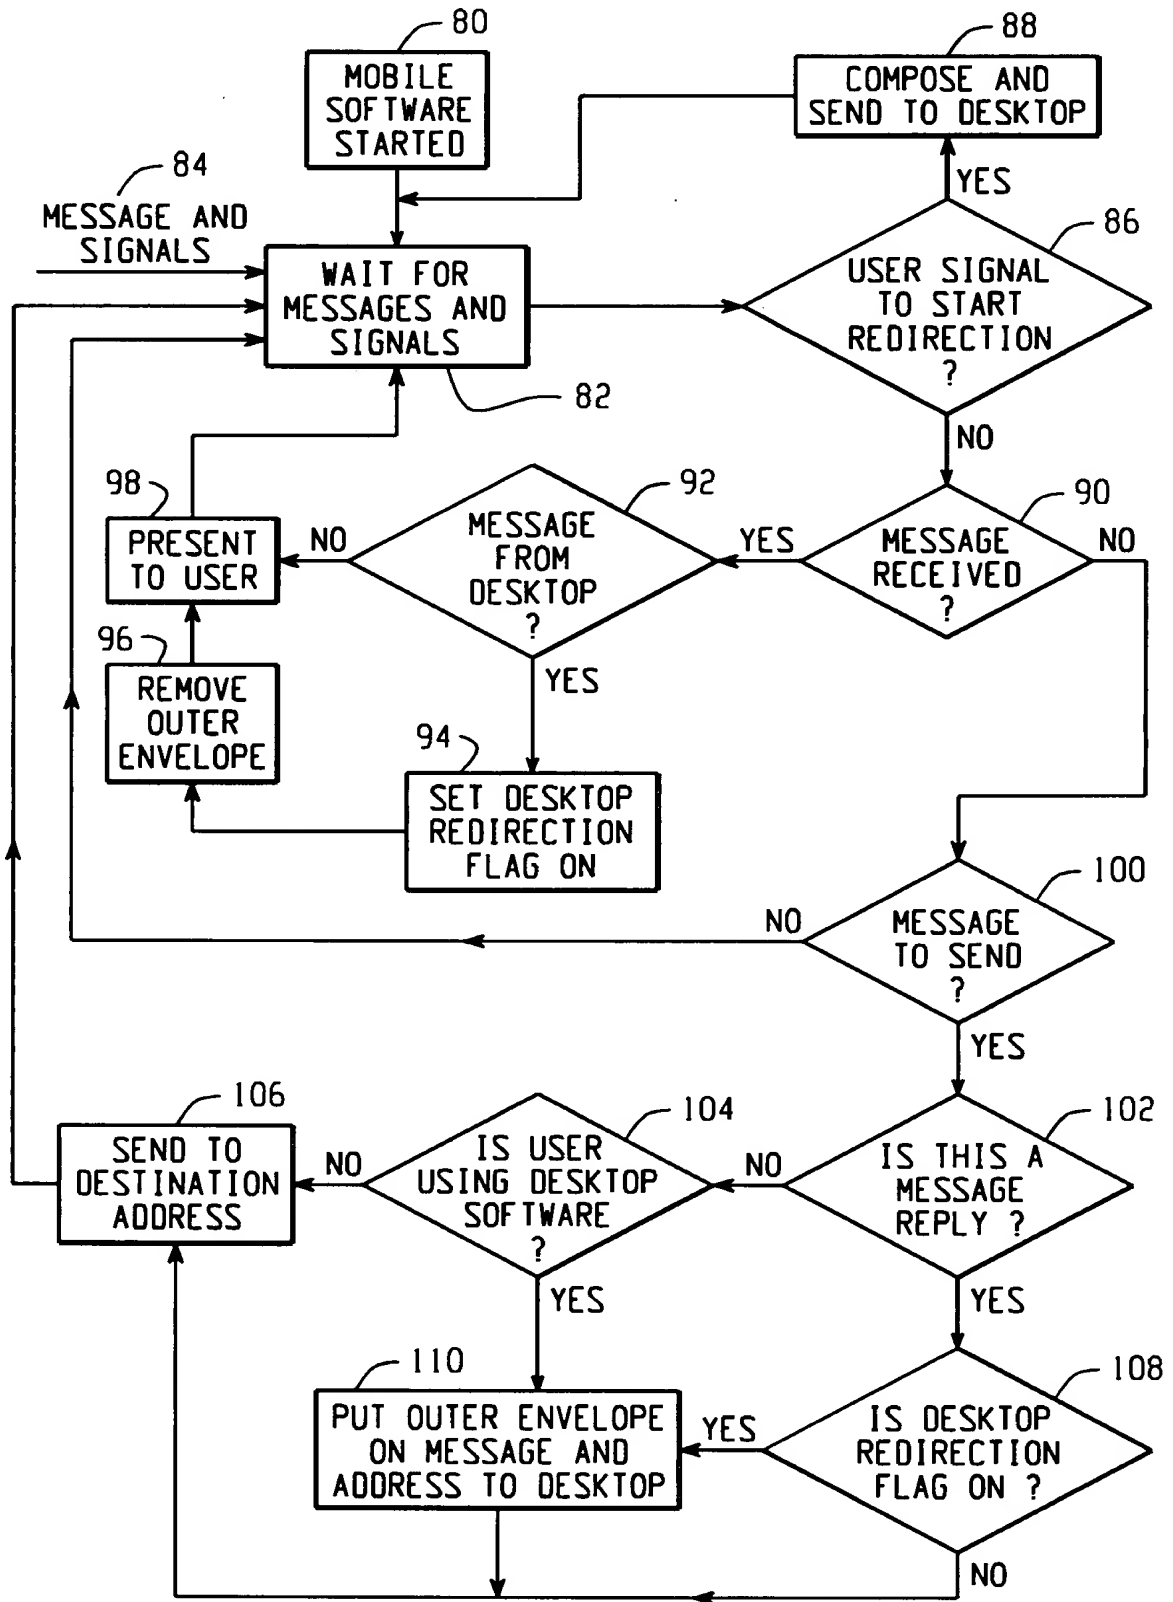 80
MOBILE
SOFTWARE
STARTED
88
COMPOSE AND
SEND TO DESKTOP
YES
84
MESSAGE AND
SIGNALS
86
USER SIGNAL
TO START
REDIRECTION
?
WAIT FOR
MESSAGES AND
SIGNALS
82
NO
98
PRESENT
TO USER
NO
92
MESSAGE
FROM
DESKTOP
?
YES
90
MESSAGE
RECEIVED
?
NO
96
REMOVE
OUTER
ENVELOPE
YES
94
SET DESKTOP
REDIRECTION
FLAG ON
100
NO
MESSAGE
TO SEND
?
YES
106
SEND TO
DESTINATION
ADDRESS
NO
104
IS USER
USING DESKTOP
SOFTWARE
?
NO
102
IS THIS A
MESSAGE
REPLY ?
YES
YES
110
PUT OUTER ENVELOPE
ON MESSAGE AND
ADDRESS TO DESKTOP
YES
108
IS DESKTOP
REDIRECTION
FLAG ON ?
NO